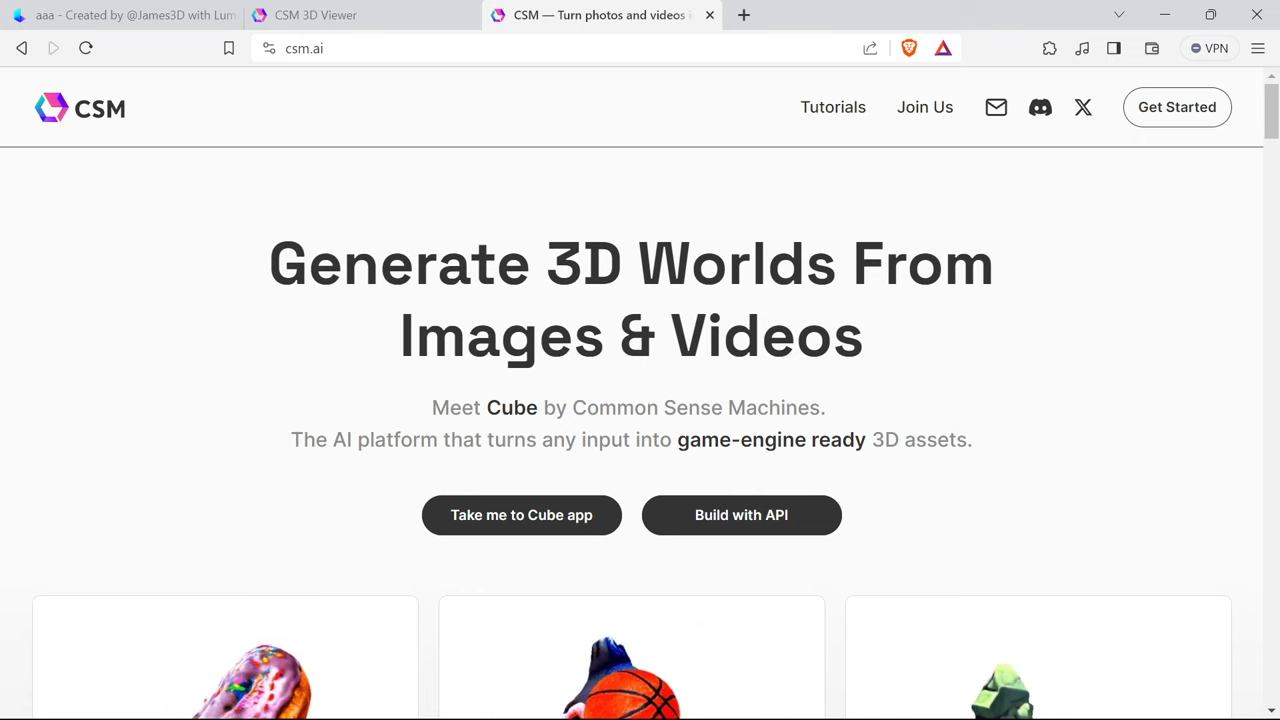 aaa - Created by @James3D with Lum
CSM 3D Viewer
CSM — Turn photos and videos i
csm.ai
VPN
CSM
Tutorials
Join Us
Get Started
Generate 3D Worlds From
Images & Videos
Meet Cube by Common Sense Machines.
The AI platform that turns any input into game-engine ready 3D assets.
Take me to Cube app
Build with API